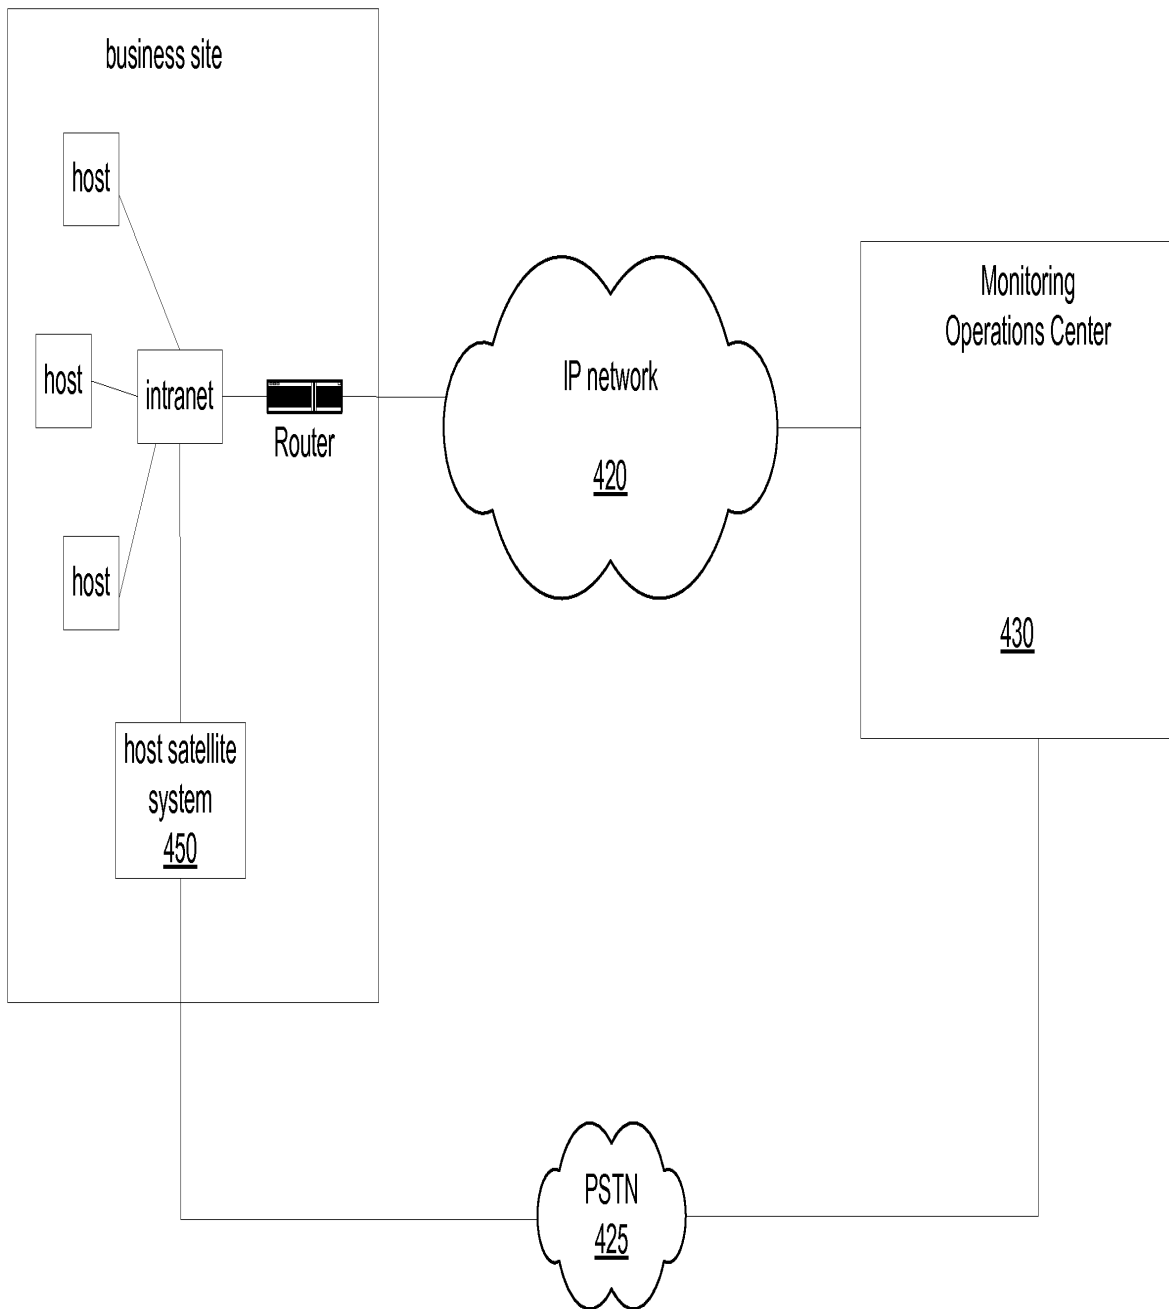 business site
host
host
intranet
Router
host
host satellite
system
450
IP network
420
Monitoring
Operations Center
430
PSTN
425